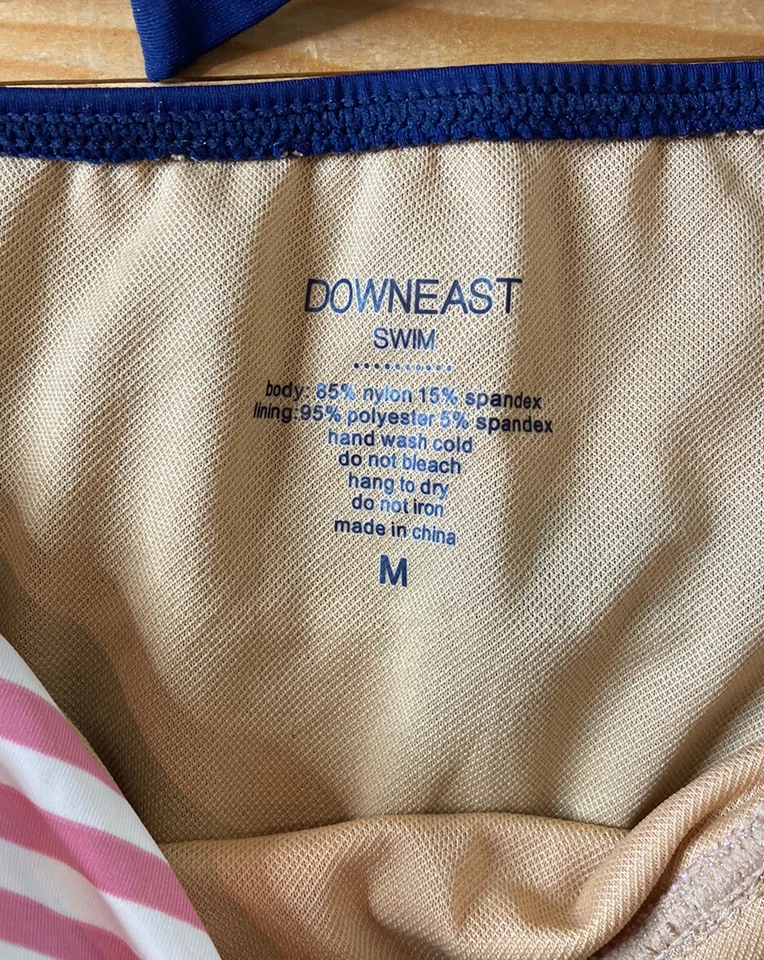 DOWNEAST
SWIM
body: 85% nylon 15% spandex
lining:95% polyester 5% spandex
hand wash cold
do not bleach
hang to dry
do not iron
made in china
M